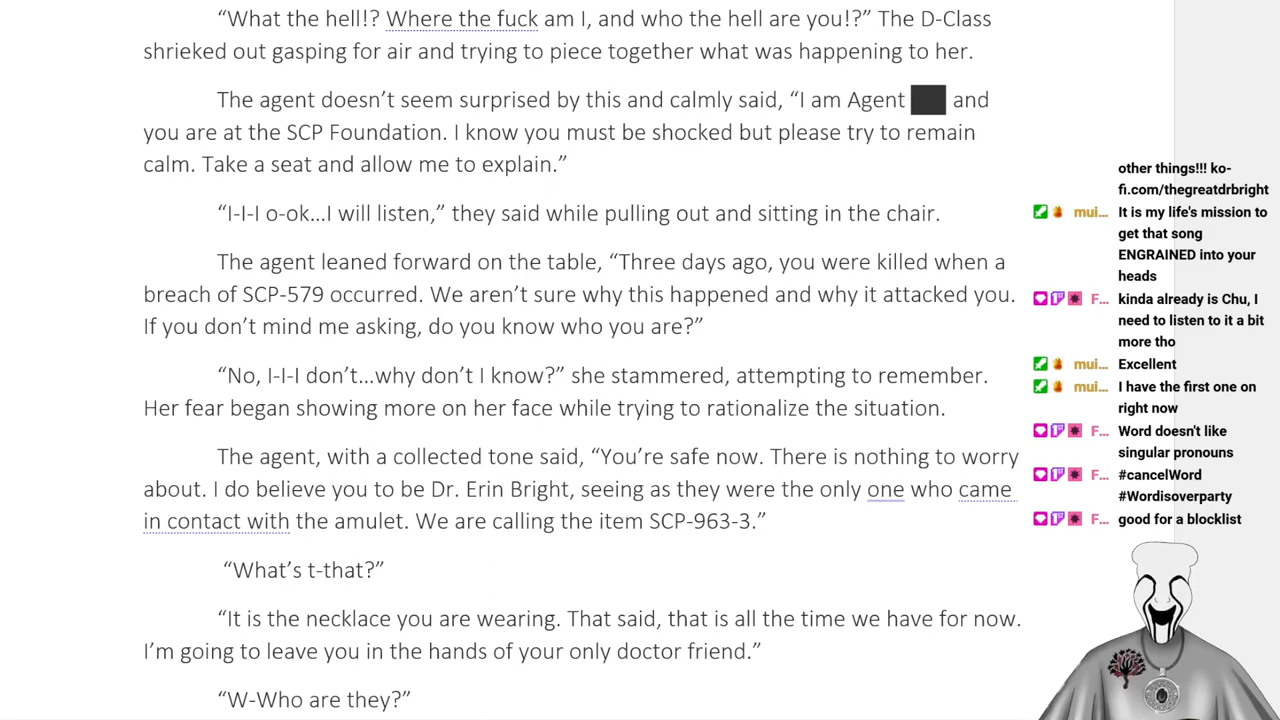 “What the hell!? Where the fuck am I, and who the hell are you!?” The D-Class
shrieked out gasping for air and trying to piece together what was happening to her.
The agent doesn’t seem surprised by this and calmly said, “I am Agent and
you are at the SCP Foundation. I know you must be shocked but please try to remain
calm. Take a seat and allow me to explain.”
“I-I-I o-ok…I will listen,” they said while pulling out and sitting in the chair.
The agent leaned forward on the table, “Three days ago, you were killed when a
breach of SCP-579 occurred. We aren’t sure why this happened and why it attacked you.
If you don’t mind me asking, do you know who you are?”
“No, I-I-I don’t…why don’t I know?” she stammered, attempting to remember.
Her fear began showing more on her face while trying to rationalize the situation.
The agent, with a collected tone said, “You’re safe now. There is nothing to worry
about. I do believe you to be Dr. Erin Bright, seeing as they were the only one who came
in contact with the amulet. We are calling the item SCP-963-3.”
“What’s t-that?”
“It is the necklace you are wearing. That said, that is all the time we have for now.
I’m going to leave you in the hands of your only doctor friend.”
“W-Who are they?”
other things!!! ko-
fi.com/thegreatdrbright
mui... It is my life's mission to
get that song
ENGRAINED into your
heads
F... kinda already is Chu, I
need to listen to it a bit
more tho
mui... Excellent
mui... I have the first one on
right now
F... Word doesn't like
singular pronouns
F... #cancelWord
#Wordisoverparty
F... good for a blocklist